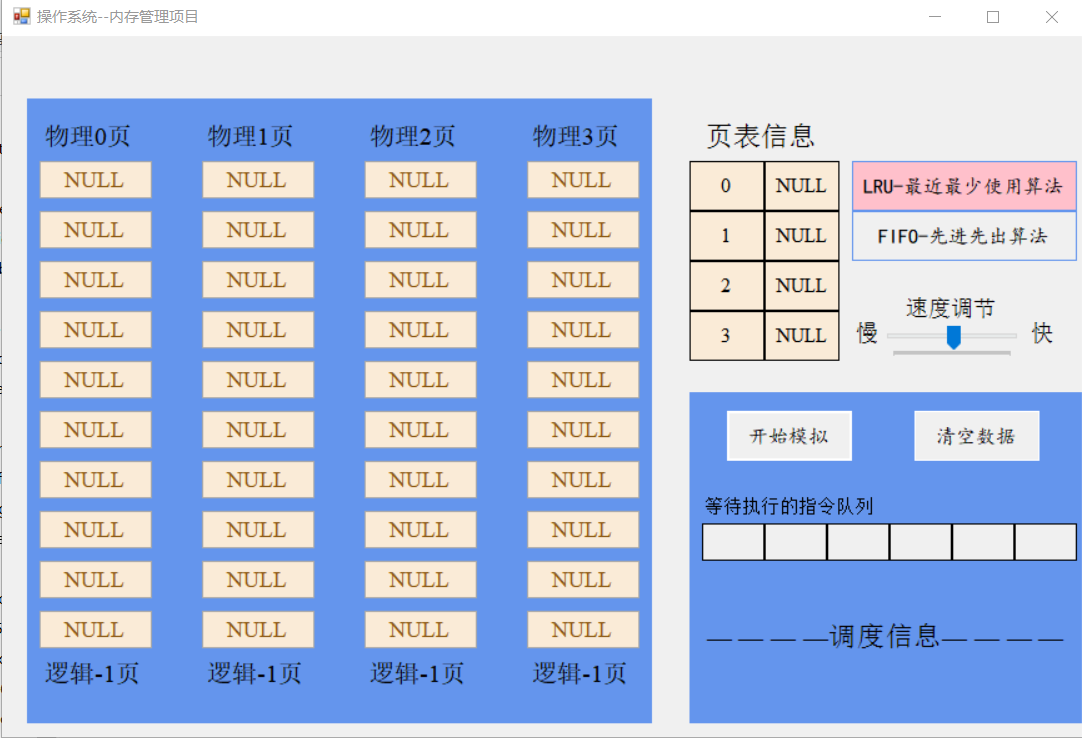 操作系统--内存管理项目
物理0页 物理1页 物理2页 物理3页
NULL NULL NULL NULL
NULL NULL NULL NULL
NULL NULL NULL NULL
NULL NULL NULL NULL
NULL NULL NULL NULL
NULL NULL NULL NULL
NULL NULL NULL NULL
NULL NULL NULL NULL
NULL NULL NULL NULL
NULL NULL NULL NULL
逻辑-1页 逻辑-1页 逻辑-1页 逻辑-1页
页表信息
0 NULL
1 NULL
2 NULL
3 NULL
LRU-最近最少使用算法
FIFO-先进先出算法
速度调节
慢 快
开始模拟 清空数据
等待执行的指令队列
— — — —调度信息— — — —